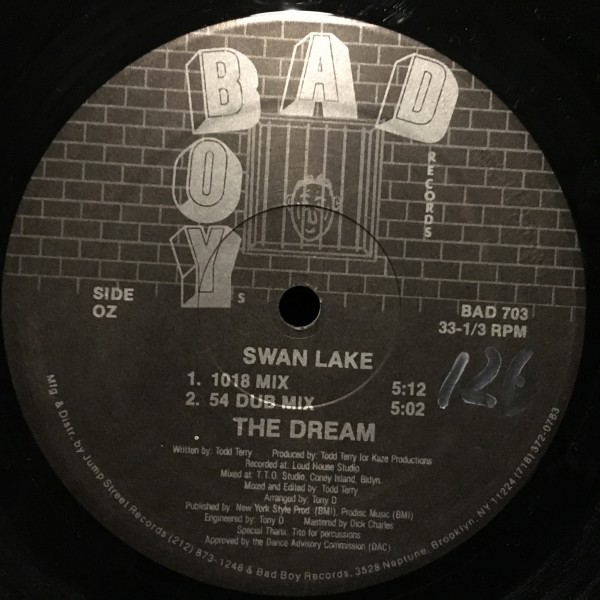 BAD
BOY
RECORDS
S
SIDE
OZ
BAD 703
33-1/3 RPM
SWAN LAKE
1. 1018 MIX 5:12
2. 54 DUB MIX 5:02
THE DREAM
Written by: Todd Terry Produced by: Todd Terry for Kaze Productions
Recorded at: Loud House Studio
Mixed at: T.T.O. Studio, Coney Island, Bklyn.
Mixed and Edited by: Todd Terry
Arranged by: Tony D
Published by: New York Style Prod. (BMI), Prodisc Music (BMI)
Engineered by: Tony D Mastered by Dick Charles
Special Thanx. Tito for percussions
Approved by the Dance Advisory Commission (DAC)
Mfg. & Distr. by Jump Street Records (212) 873-1248 & Bad Boy Records, 3528 Neptune, Brooklyn, NY 11224 (718) 372-0783